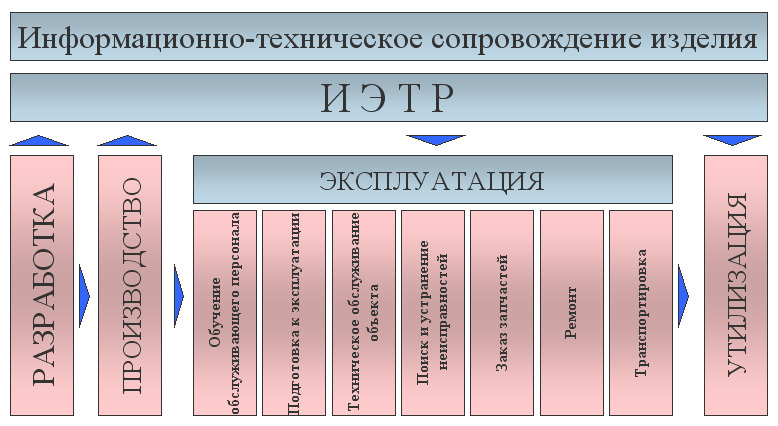 Информационно-техническое сопровождение изделия
И Э Т Р
РАЗРАБОТКА
ПРОИЗВОДСТВО
ЭКСПЛУАТАЦИЯ
Обучение
обслуживающего персонала
Подготовка к эксплуатации
Техническое обслуживание
объекта
Поиск и устранение
неисправностей
Заказ запчастей
Ремонт
Транспортировка
УТИЛИЗАЦИЯ